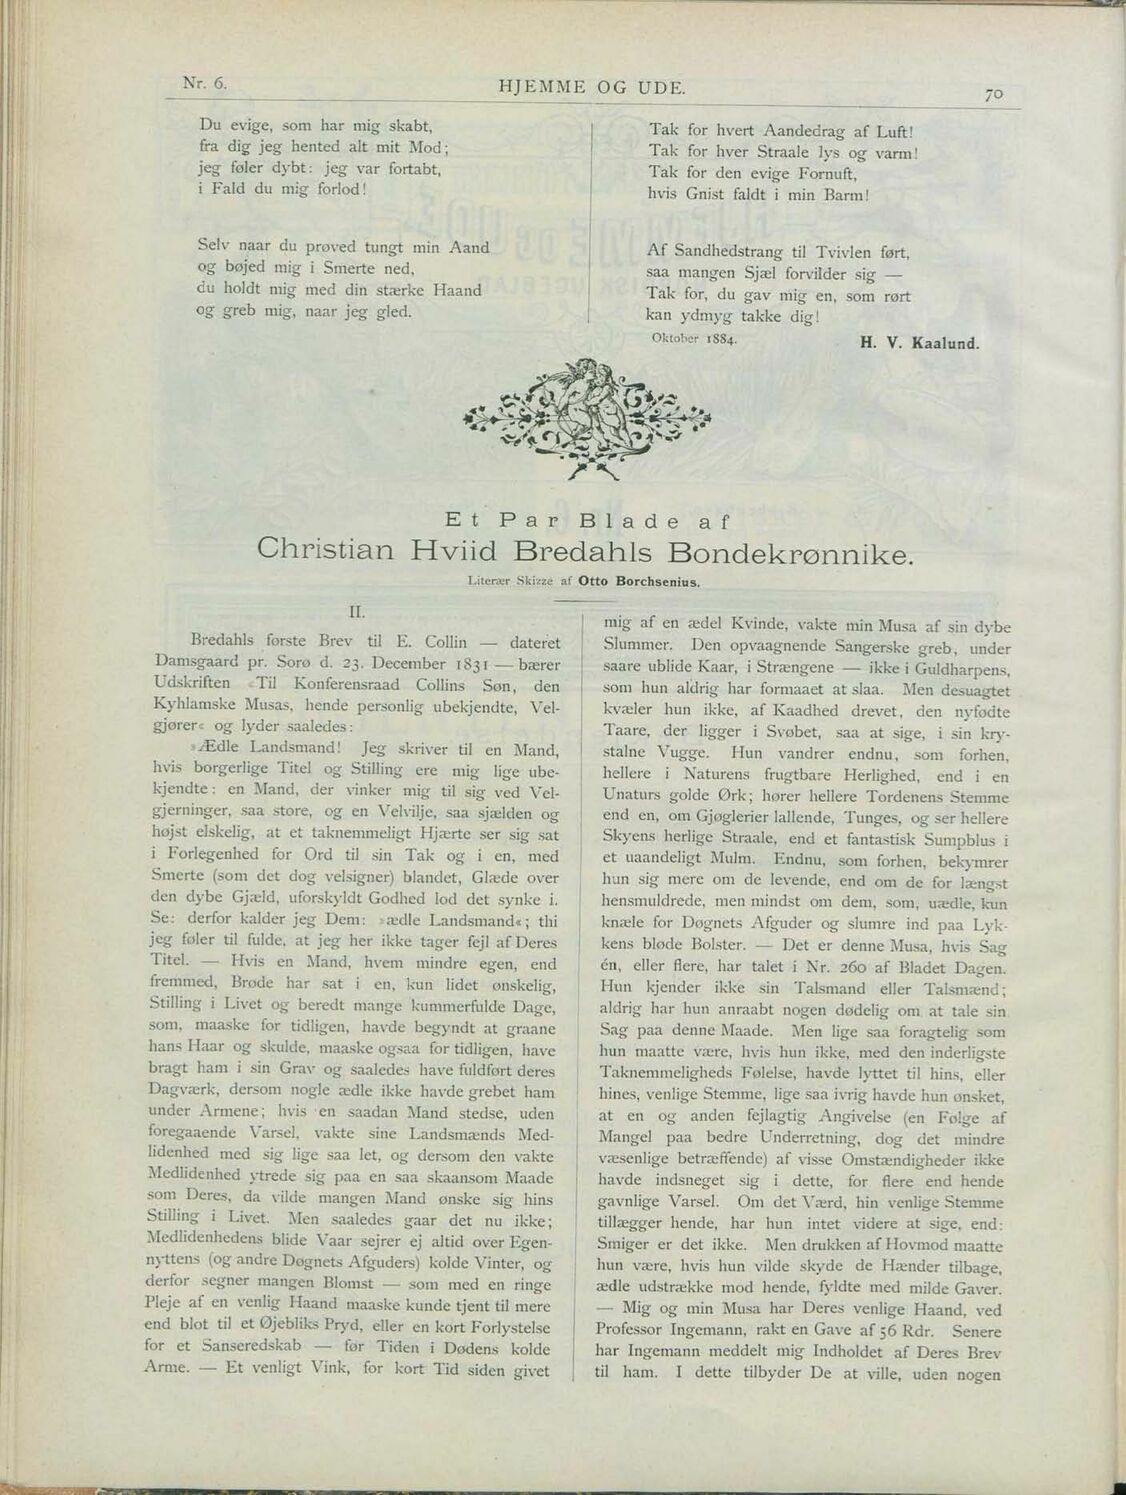 Nr. 6.
HJEMME OG UDE.
70
Du evige, som har mig skabt,
fra dig jeg hented alt mit Mod;
jeg føler dybt: jeg var fortabt,
i Fald du mig forlod!
Selv naar du prøved tungt min Aand
og bøjed mig i Smerte ned,
du holdt mig med din stærke Haand
og greb mig, naar jeg gled.
Tak for hvert Aandedrag af Luft!
Tak for hver Straale lys og varm!
Tak for den evige Fornuft,
hvis Gnist faldt i min Barm!
Af Sandhedstrang til Tvivlen ført,
saa mangen Sjæl forvilder sig —
Tak for, du gav mig en, som rørt
kan ydmyg takke dig!
Oktober 1884.
H. V. Kaalund.
Et Par Blade af
Christian Hviid Bredahls Bondekrønnike.
Literær Skizze af Otto Borchsenius.
II.
Bredahls første Brev til E. Collin — dateret
Damsgaard pr. Sorø d. 23. December 1831 — bærer
Udskriften »Til Konferensraad Collins Søn, den
Kyhlamske Musas, hende personlig ubekjendte, Vel-
gjører« og lyder saaledes:
»Ædle Landsmand! Jeg skriver til en Mand,
hvis borgerlige Titel og Stilling ere mig lige ube-
kjendte: en Mand, der vinker mig til sig ved Vel-
gjerninger, saa store, og en Velvilje, saa sjælden og
højst elskelig, at et taknemmeligt Hjærte ser sig sat
i Forlegenhed for Ord til sin Tak og i en, med
Smerte (som det dog velsigner) blandet, Glæde over
den dybe Gjæld, uforskyldt Godhed lod det synke i.
Se: derfor kalder jeg Dem: »ædle Landsmand«; thi
jeg føler til fulde, at jeg her ikke tager fejl af Deres
Titel. — Hvis en Mand, hvem mindre egen, end
fremmed, Brøde har sat i en, kun lidet ønskelig,
Stilling i Livet og beredt mange kummerfulde Dage,
som, maaske for tidligen, havde begyndt at graane
hans Haar og skulde, maaske ogsaa for tidligen, have
bragt ham i sin Grav og saaledes have fuldført deres
Dagværk, dersom nogle ædle ikke havde grebet ham
under Armene; hvis en saadan Mand stedse, uden
foregaaende Varsel, vakte sine Landsmænds Med-
lidenhed med sig lige saa let, og dersom den vakte
Medlidenhed ytrede sig paa en saa skaansom Maade
som Deres, da vilde mangen Mand ønske sig hins
Stilling i Livet. Men saaledes gaar det nu ikke;
Medlidenhedens blide Vaar sejrer ej altid over Egen-
nyttens (og andre Døgnets Afguders) kolde Vinter, og
derfor segner mangen Blomst — som med en ringe
Pleje af en venlig Haand maaske kunde tjent til mere
end blot til et Øjebliks Pryd, eller en kort Forlystelse
for et Sanseredskab — før Tiden i Dødens kolde
Arme. — Et venligt Vink, for kort Tid siden givet
mig af en ædel Kvinde, vakte min Musa af sin dybe
Slummer. Den opvaagnende Sangerske greb, under
saare ublide Kaar, i Strængene — ikke i Guldharpens,
som hun aldrig har formaaet at slaa. Men desuagtet
kvæler hun ikke, af Kaadhed drevet, den nyfødte
Taare, der ligger i Svøbet, saa at sige, i sin kry-
stalne Vugge. Hun vandrer endnu, som forhen,
hellere i Naturens frugtbare Herlighed, end i en
Unaturs golde Ørk; hører hellere Tordenens Stemme
end en, om Gjøglerier lallende, Tunges, og ser hellere
Skyens herlige Straale, end et fantastisk Sumpblus i
et uaandeligt Mulm. Endnu, som forhen, bekymrer
hun sig mere om de levende, end om de for længst
hensmuldrede, men mindst om dem, som, uædle, kun
knæle for Døgnets Afguder og slumre ind paa Lyk-
kens bløde Bolster. — Det er denne Musa, hvis Sag
én, eller flere, har talet i Nr. 260 af Bladet Dagen.
Hun kjender ikke sin Talsmand eller Talsmænd;
aldrig har hun anraabt nogen dødelig om at tale sin
Sag paa denne Maade. Men lige saa foragtelig som
hun maatte være, hvis hun ikke, med den inderligste
Taknemmeligheds Følelse, havde lyttet til hins, eller
hines, venlige Stemme, lige saa ivrig havde hun ønsket,
at en og anden fejlagtig Angivelse (en Følge af
Mangel paa bedre Underretning, dog det mindre
væsenlige betræffende) af visse Omstændigheder ikke
havde indsneget sig i dette, for flere end hende
gavnlige Varsel. Om det Værd, hin venlige Stemme
tillægger hende, har hun intet videre at sige, end:
Smiger er det ikke. Men drukken af Hovmod maatte
hun være, hvis hun vilde skyde de Hænder tilbage,
ædle udstrække mod hende, fyldte med milde Gaver.
— Mig og min Musa har Deres venlige Haand, ved
Professor Ingemann, rakt en Gave af 56 Rdr. Senere
har Ingemann meddelt mig Indholdet af Deres Brev
til ham. I dette tilbyder De at ville, uden nogen